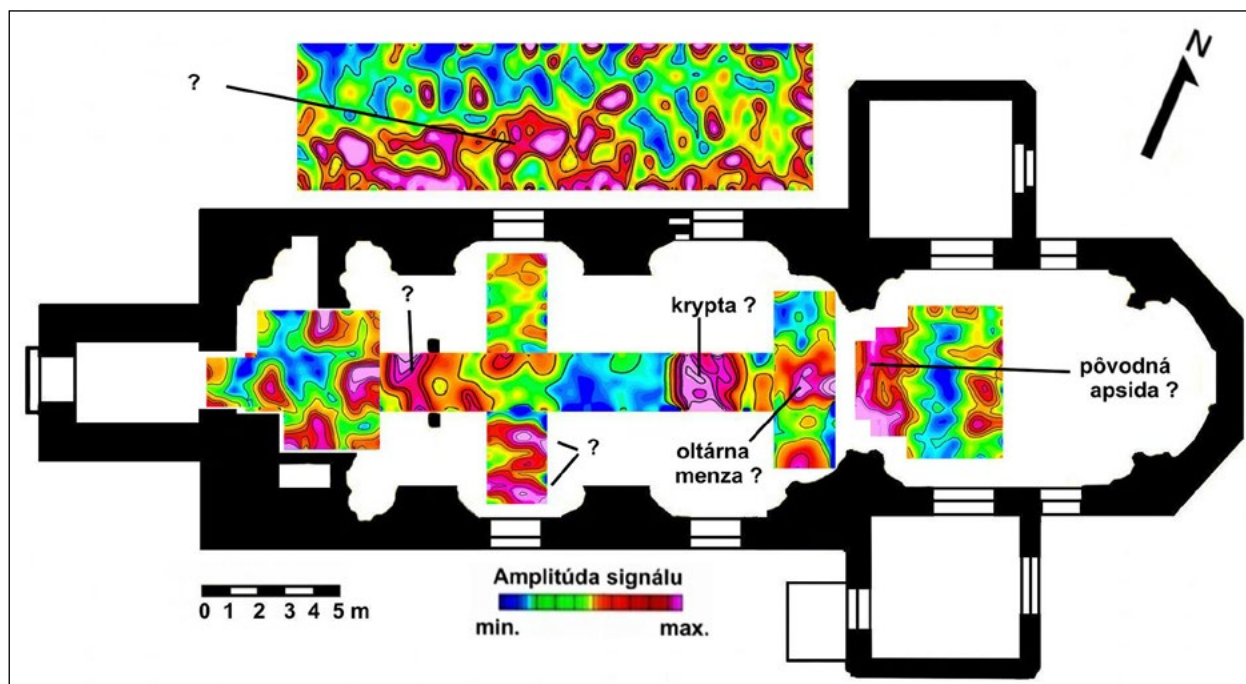 N
?
?
krypta ?
pôvodná
apsida ?
?
oltárna
menza ?
Amplitúda signálu
min. max.
0 1 2 3 4 5 m